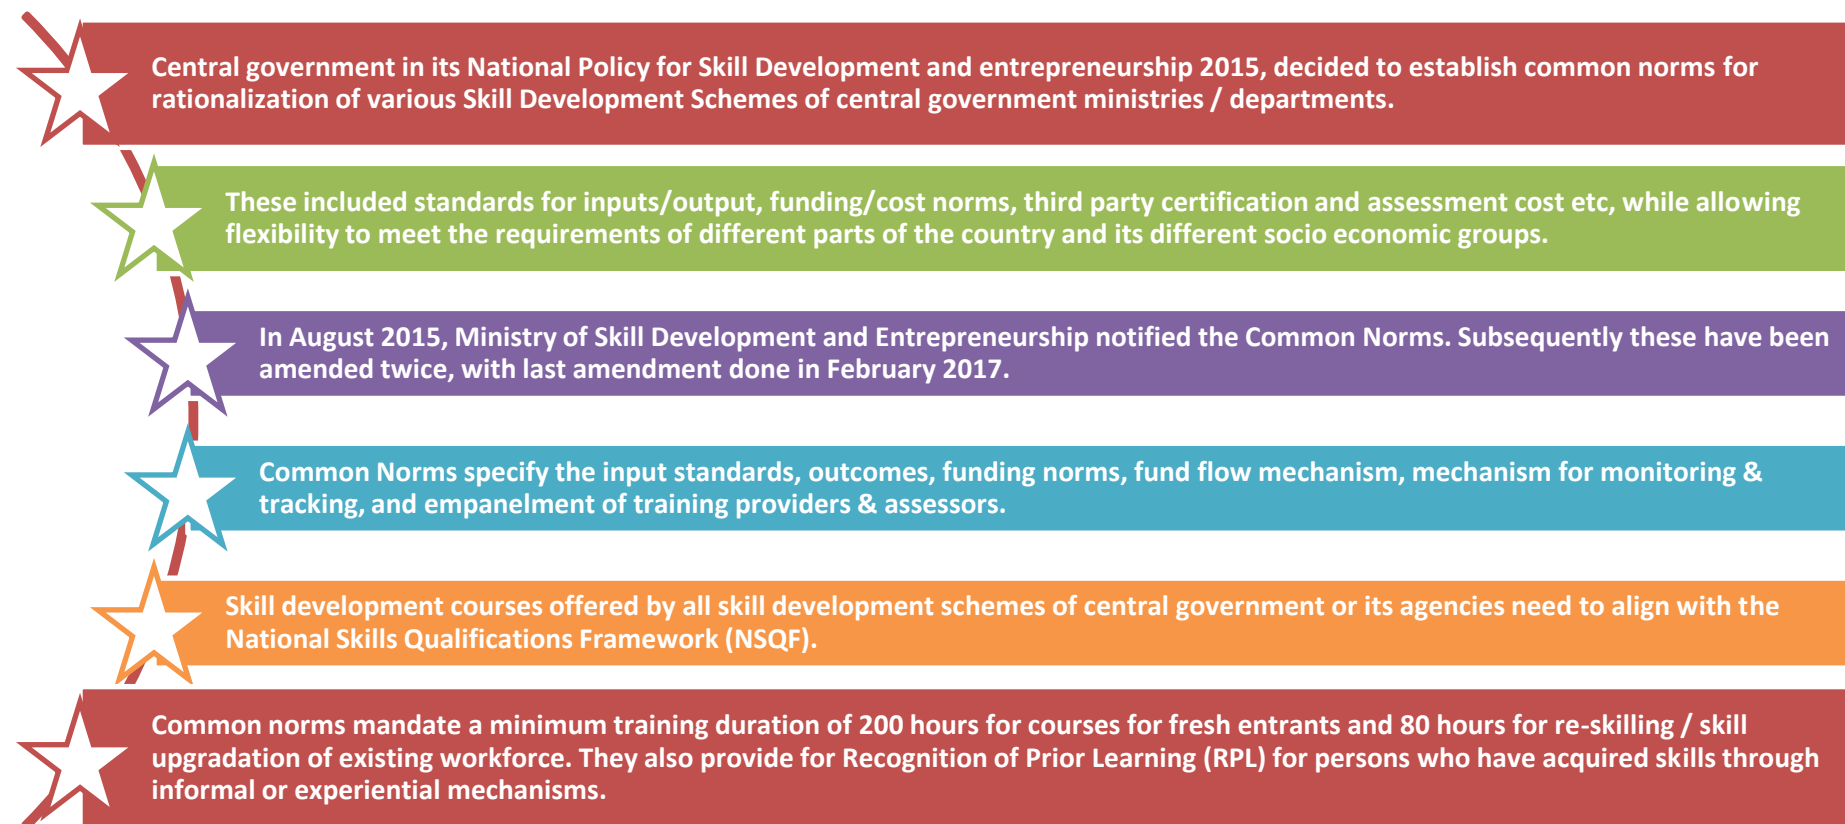 Central government in its National Policy for Skill Development and entrepreneurship 2015, decided to establish common norms for
rationalization of various Skill Development Schemes of central government ministries / departments.
These included standards for inputs/output, funding/cost norms, third party certification and assessment cost etc, while allowing
flexibility to meet the requirements of different parts of the country and its different socio economic groups.
In August 2015, Ministry of Skill Development and Entrepreneurship notified the Common Norms. Subsequently these have been
amended twice, with last amendment done in February 2017.
Common Norms specify the input standards, outcomes, funding norms, fund flow mechanism, mechanism for monitoring &
tracking, and empanelment of training providers & assessors.
Skill development courses offered by all skill development schemes of central government or its agencies need to align with the
National Skills Qualifications Framework (NSQF).
Common norms mandate a minimum training duration of 200 hours for courses for fresh entrants and 80 hours for re-skilling / skill
upgradation of existing workforce. They also provide for Recognition of Prior Learning (RPL) for persons who have acquired skills through
informal or experiential mechanisms.